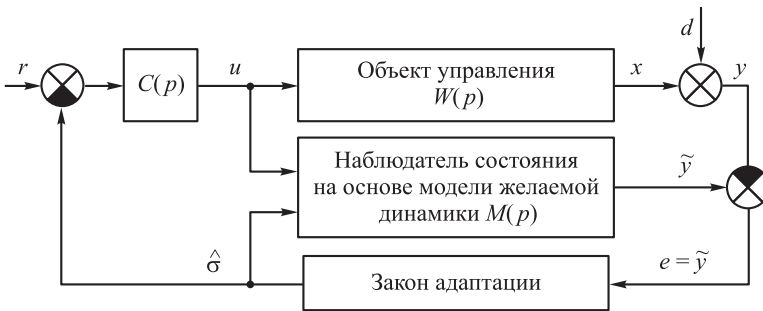 d
r
C(p)
u
Объект управления
W(p)
x
y
Наблюдатель состояния
на основе модели желаемой
динамики M(p)
ỹ
σ̂
Закон адаптации
e = ỹ